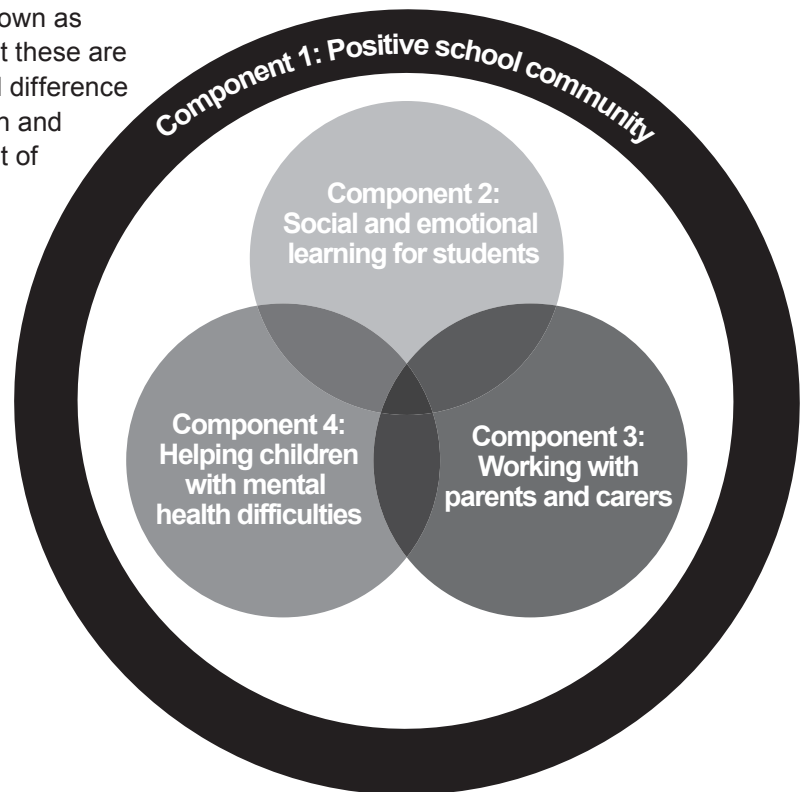 own as
t these are
l difference
n and
t of
Component 1: Positive school community
Component 2:
Social and emotional
learning for students
Component 4:
Helping children
with mental
health difficulties
Component 3:
Working with
parents and carers